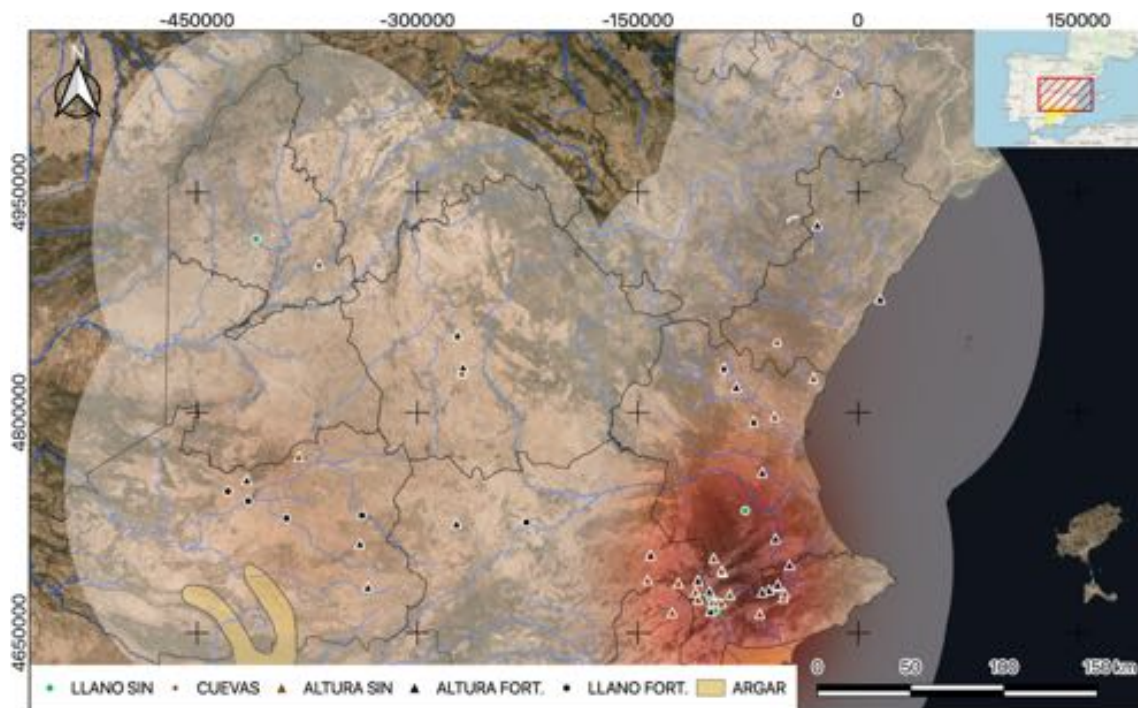 -450000 -300000 -150000 0 150000
N
4950000
4800000
4650000
0 50 100 150 km
LLANO SIN CUEVAS ALTURA SIN ALTURA FORT. LLANO FORT. ARGAR